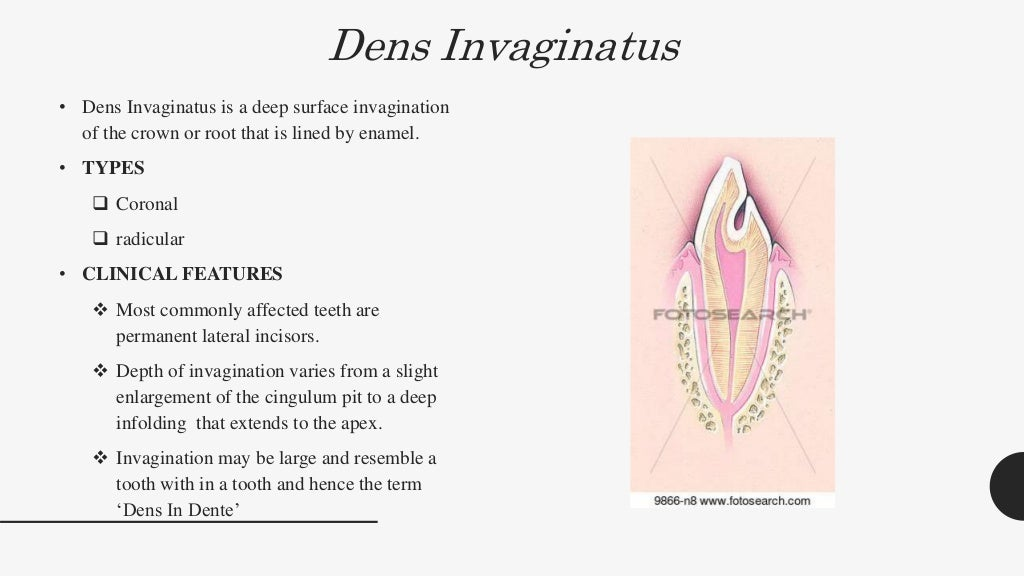 Dens Invaginatus
• Dens Invaginatus is a deep surface invagination
of the crown or root that is lined by enamel.
• TYPES
❑ Coronal
❑ radicular
• CLINICAL FEATURES
❖ Most commonly affected teeth are
permanent lateral incisors.
❖ Depth of invagination varies from a slight
enlargement of the cingulum pit to a deep
infolding  that extends to the apex.
❖ Invagination may be large and resemble a
tooth with in a tooth and hence the term
‘Dens In Dente’
FOTOSEARCH®
9866-n8 www.fotosearch.com